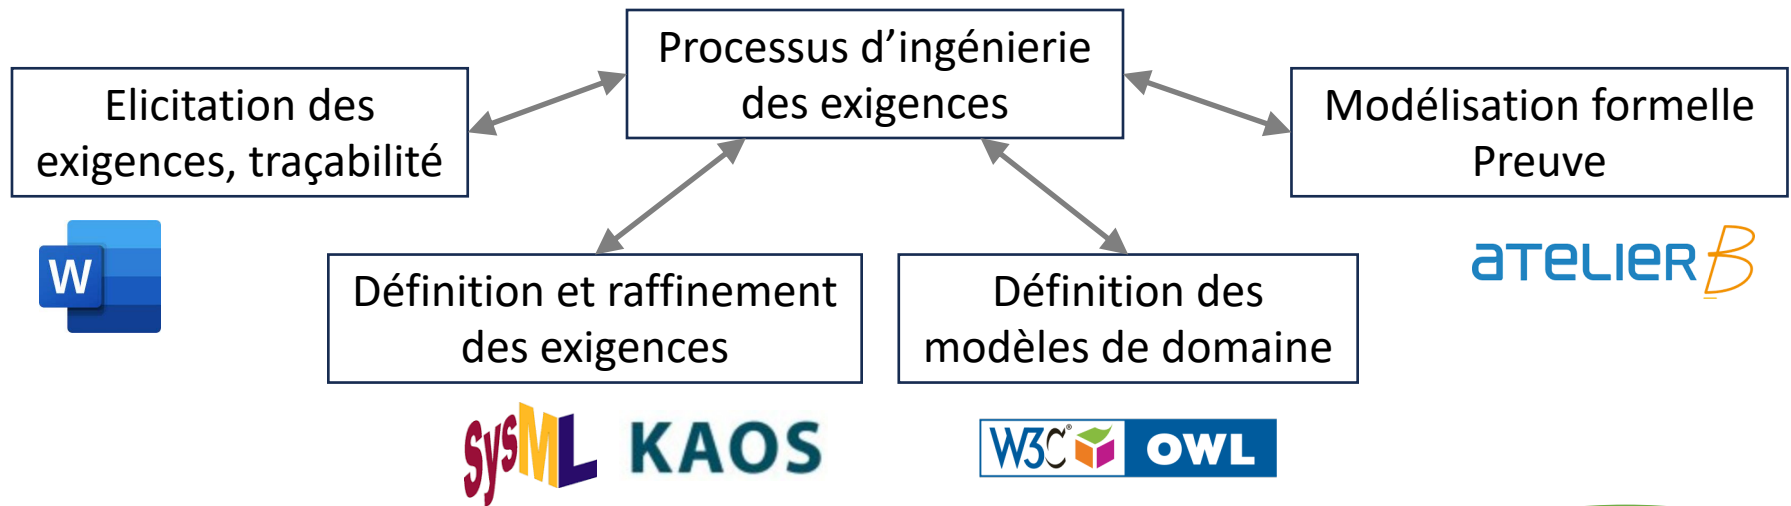 Processus d’ingénierie
des exigences
Elicitation des
exigences, traçabilité
Modélisation formelle
Preuve
W
ATELIER B
Définition et raffinement
des exigences
Définition des
modèles de domaine
SysML
KAOS
W3C® OWL